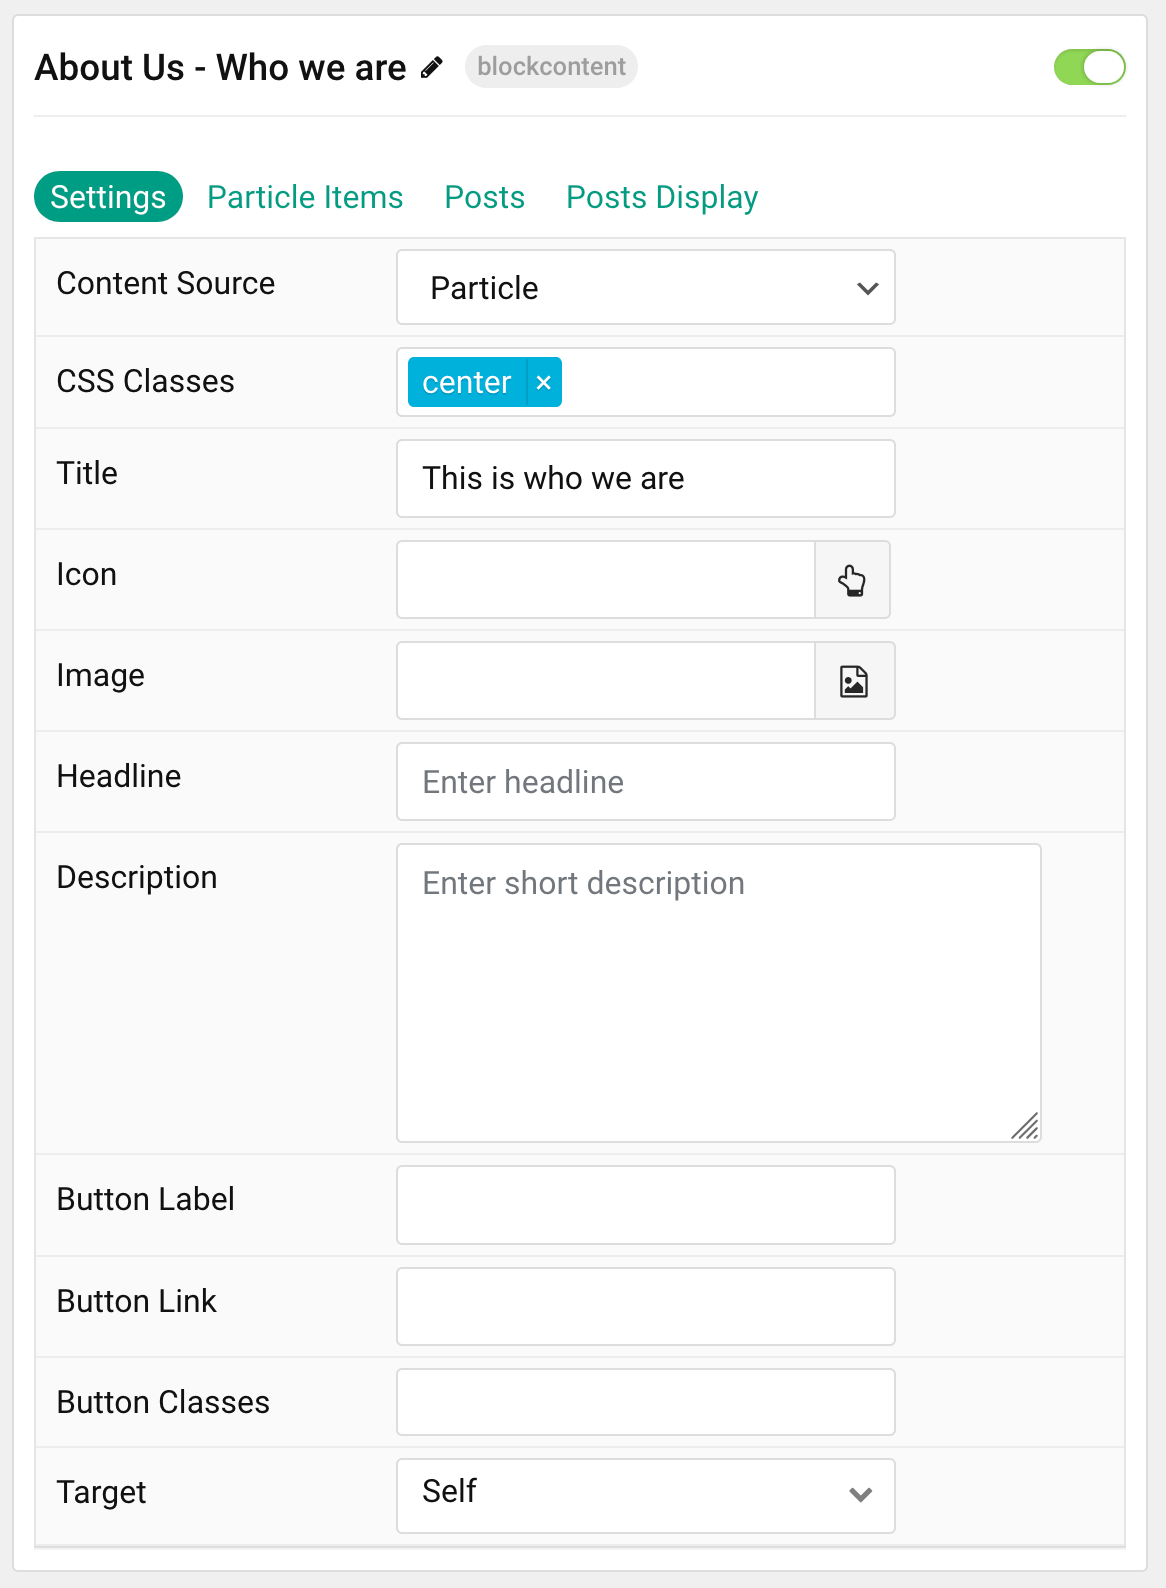 About Us - Who we are blockcontent
Settings Particle Items Posts Posts Display
Content Source Particle
CSS Classes center ×
Title This is who we are
Icon
Image
Headline Enter headline
Description Enter short description
Button Label
Button Link
Button Classes
Target Self